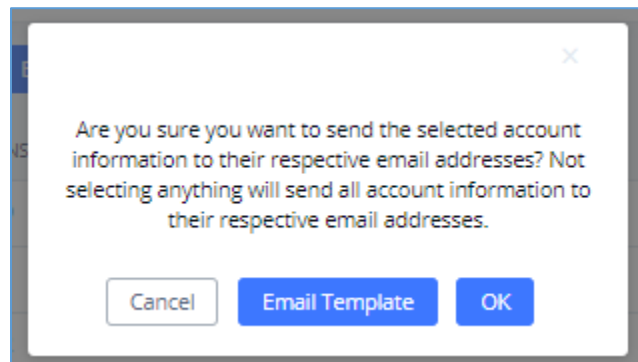 Are you sure you want to send the selected account
information to their respective email addresses? Not
selecting anything will send all account information to
their respective email addresses.
Cancel
Email Template
OK